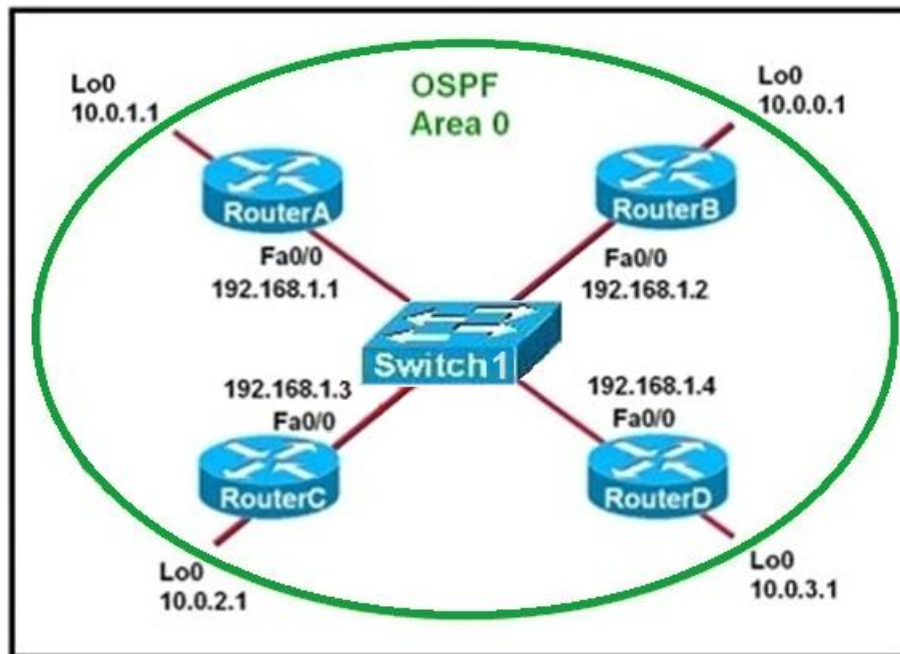 OSPF
Area 0
Lo0
10.0.1.1
Lo0
10.0.0.1
RouterA
RouterB
Fa0/0
192.168.1.1
Fa0/0
192.168.1.2
Switch1
192.168.1.3
Fa0/0
192.168.1.4
Fa0/0
RouterC
RouterD
Lo0
10.0.2.1
Lo0
10.0.3.1